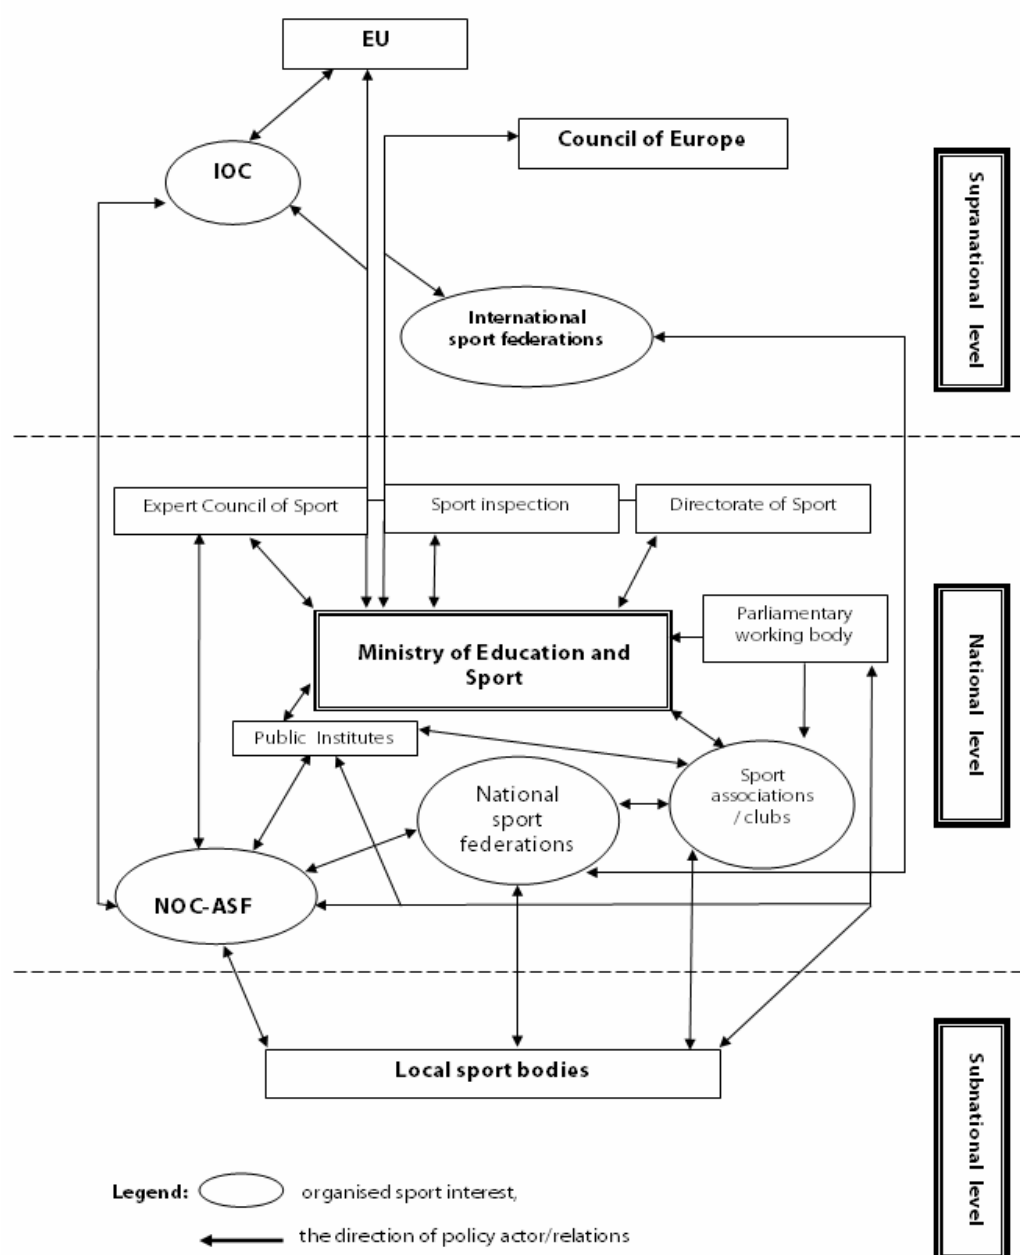 EU
Council of Europe
IOC
Supranational level
International
sport federations
Expert Council of Sport
Sport inspection
Directorate of Sport
Parliamentary
working body
Ministry of Education and
Sport
National level
Public Institutes
Sport
associations
/ clubs
National
sport
federations
NOC-ASF
Local sport bodies
Subnational level
Legend:
organised sport interest,
the direction of policy actor/relations